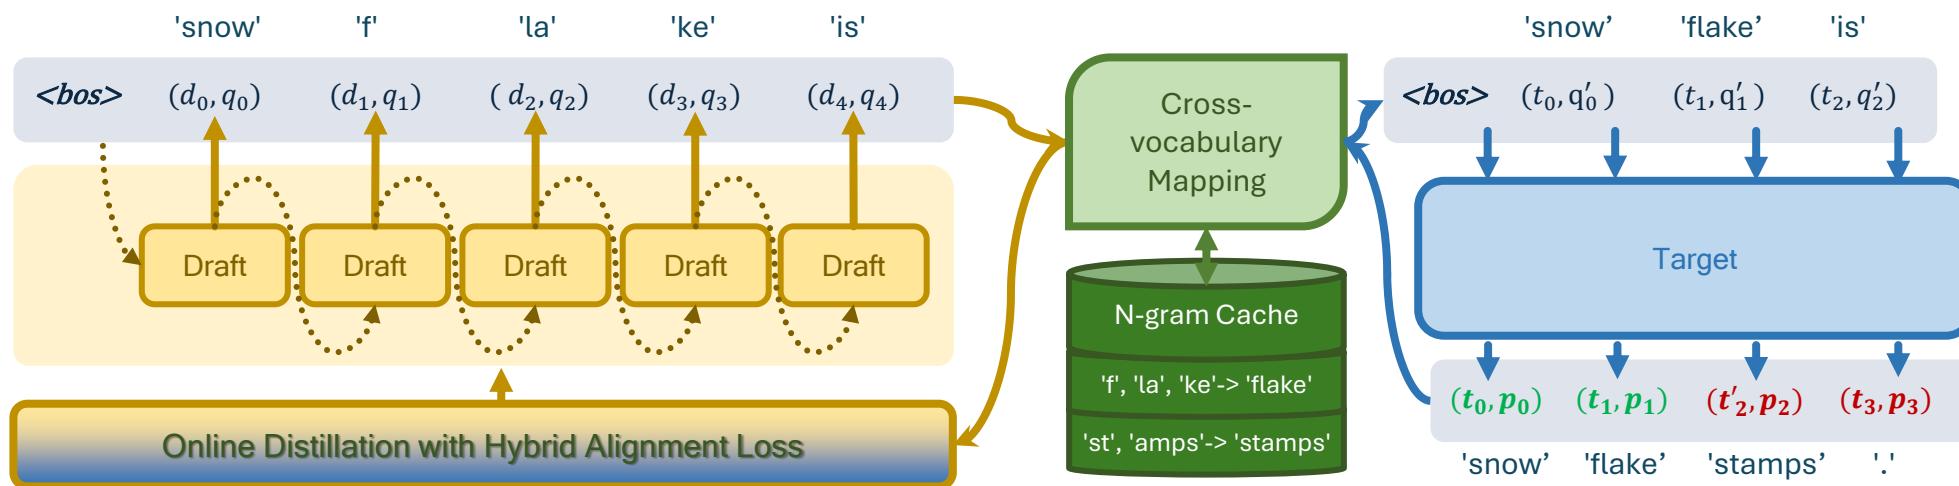 'snow' 'f' 'la' 'ke' 'is'
<bos> (d₀, q₀) (d₁, q₁) ( d₂, q₂) (d₃, q₃) (d₄, q₄)
Draft Draft Draft Draft Draft
Online Distillation with Hybrid Alignment Loss
Cross-
vocabulary
Mapping
N-gram Cache
'f', 'la', 'ke'-> 'flake'
'st', 'amps'-> 'stamps'
'snow’ 'flake’ 'is'
<bos> (t₀, q′₀ ) (t₁, q′₁ ) (t₂, q′₂ )
Target
(t₀, p₀) (t₁, p₁) (t′₂, p₂) (t₃, p₃)
'snow’ 'flake’ 'stamps’ '.'